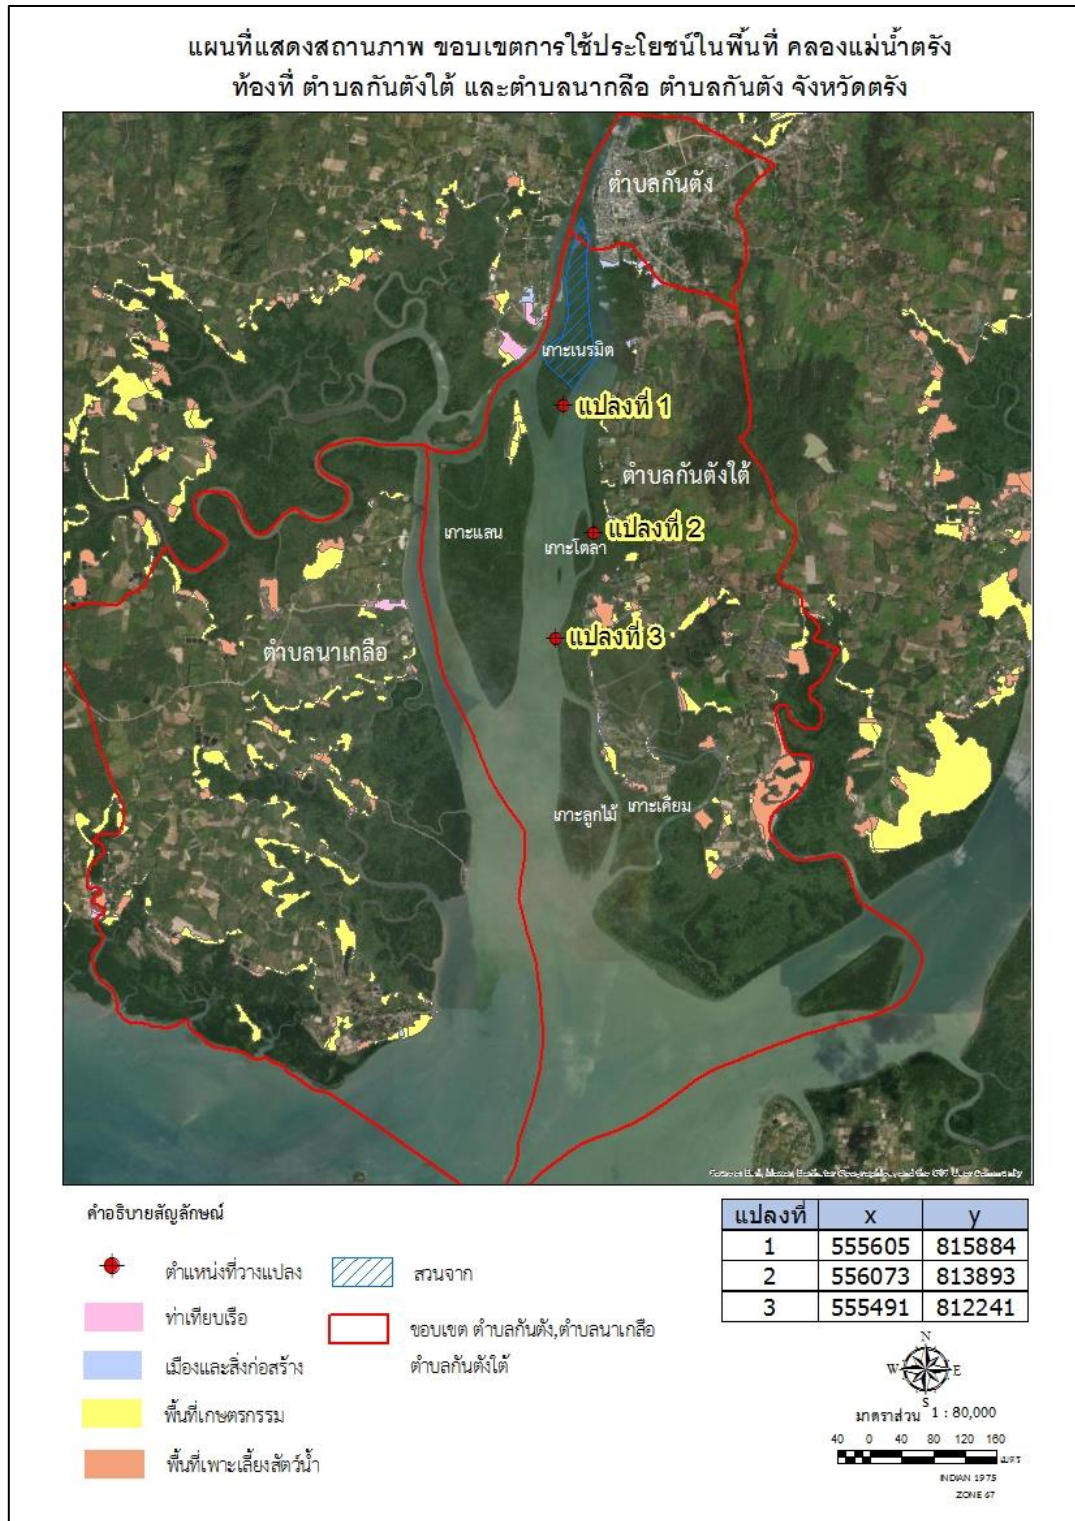 แผนที่แสดงสถานภาพ ขอบเขตการใช้ประโยชน์ในพื้นที่ คลองแม่น้ำตรัง
ท้องที่ ตำบลกันตังใต้ และตำบลนากลือ ตำบลกันตัง จังหวัดตรัง
ตำบลกันตัง
เกาะเนรมิต
แปลงที่ 1
ตำบลกันตังใต้
เกาะแลน
แปลงที่ 2
เกาะโตลา
แปลงที่ 3
ตำบลนาเกลือ
เกาะลูกไม้
เกาะเคี่ยม
คำอธิบายสัญลักษณ์
ตำแหน่งที่วางแปลง
สวนจาก
ท่าเทียบเรือ
ขอบเขต ตำบลกันตัง,ตำบลนาเกลือ
ตำบลกันตังใต้
เมืองและสิ่งก่อสร้าง
พื้นที่เกษตรกรรม
พื้นที่เพาะเลี้ยงสัตว์น้ำ
แปลงที่ x y
1 555605 815884
2 556073 813893
3 555491 812241
N
W E
S
มาตราส่วน 1 : 80,000
40 0 40 80 120 160
เมตร
INDIAN 1975
ZONE 47